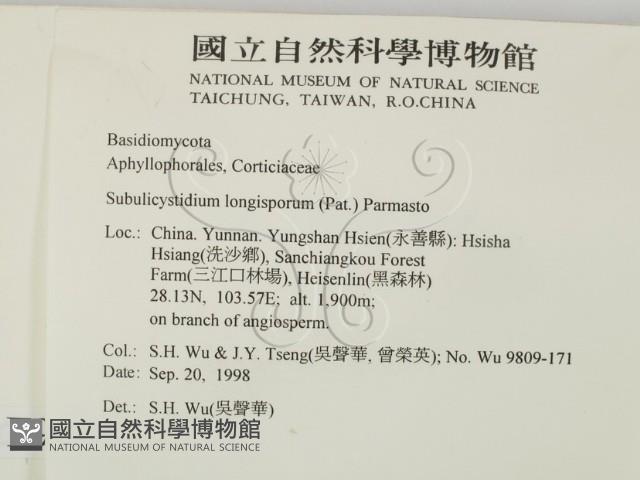 國立自然科學博物館
NATIONAL MUSEUM OF NATURAL SCIENCE
TAICHUNG, TAIWAN, R.O.CHINA
Basidiomycota
Aphyllophorales, Corticiaceae
Subulicystidium longisporum (Pat.) Parmasto
Loc.: China. Yunnan. Yungshan Hsien(永善縣): Hsisha
Hsiang(洗沙鄉), Sanchiangkou Forest
Farm(三江口林場), Heisenlin(黑森林)
28.13N, 103.57E; alt. 1,900m;
on branch of angiosperm.
Col.: S.H. Wu & J.Y. Tseng(吳聲華, 曾榮英); No. Wu 9809-171
Date: Sep. 20, 1998
Det.: S.H. Wu(吳聲華)
國立自然科學博物館
NATIONAL MUSEUM OF NATURAL SCIENCE